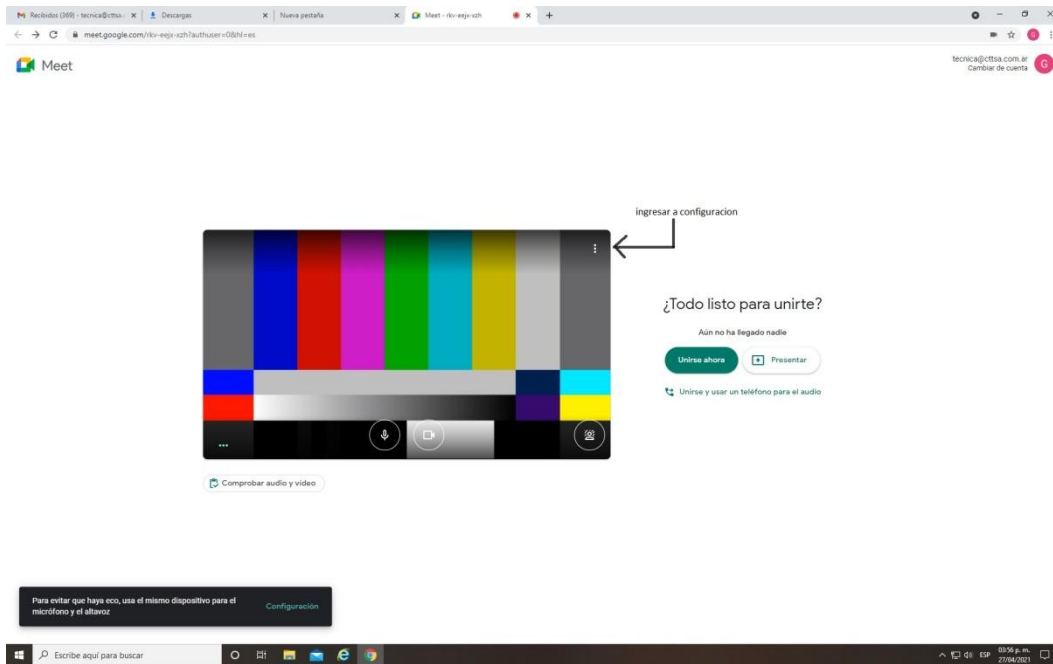 Recibidos (369) - tecnica@cttsa.c
Descargas
Nueva pestaña
Meet - rkv-eejx-xzh
meet.google.com/rkv-eejx-xzh?authuser=0&hl=es
G
Meet
tecnica@cttsa.com.ar
Cambiar de cuenta
G
ingresar a configuracion
¿Todo listo para unirte?
Aún no ha llegado nadie
Unirse ahora
Presentar
Unirse y usar un teléfono para el audio
Comprobar audio y video
Para evitar que haya eco, usa el mismo dispositivo para el
micrófono y el altavoz
Configuración
Escribe aquí para buscar
ESP
03:56 p. m.
27/04/2021